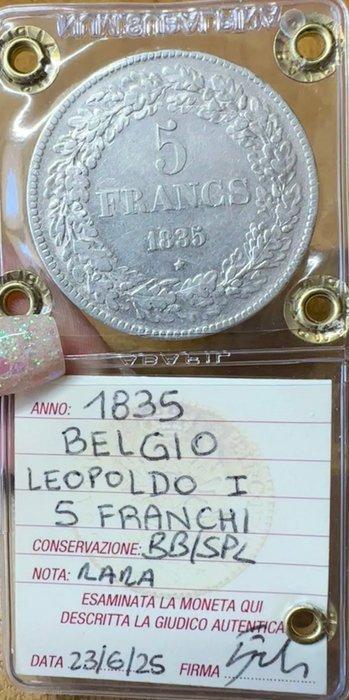 5
FRANCS
1835
ANNO: 1835
BELGIO
LEOPOLDO I
5 FRANCHI
CONSERVAZIONE: BB/SPL
NOTA: RARA
ESAMINATA LA MONETA QUI
DESCRITTA LA GIUDICO AUTENTICA
DATA 23/6/25 FIRMA